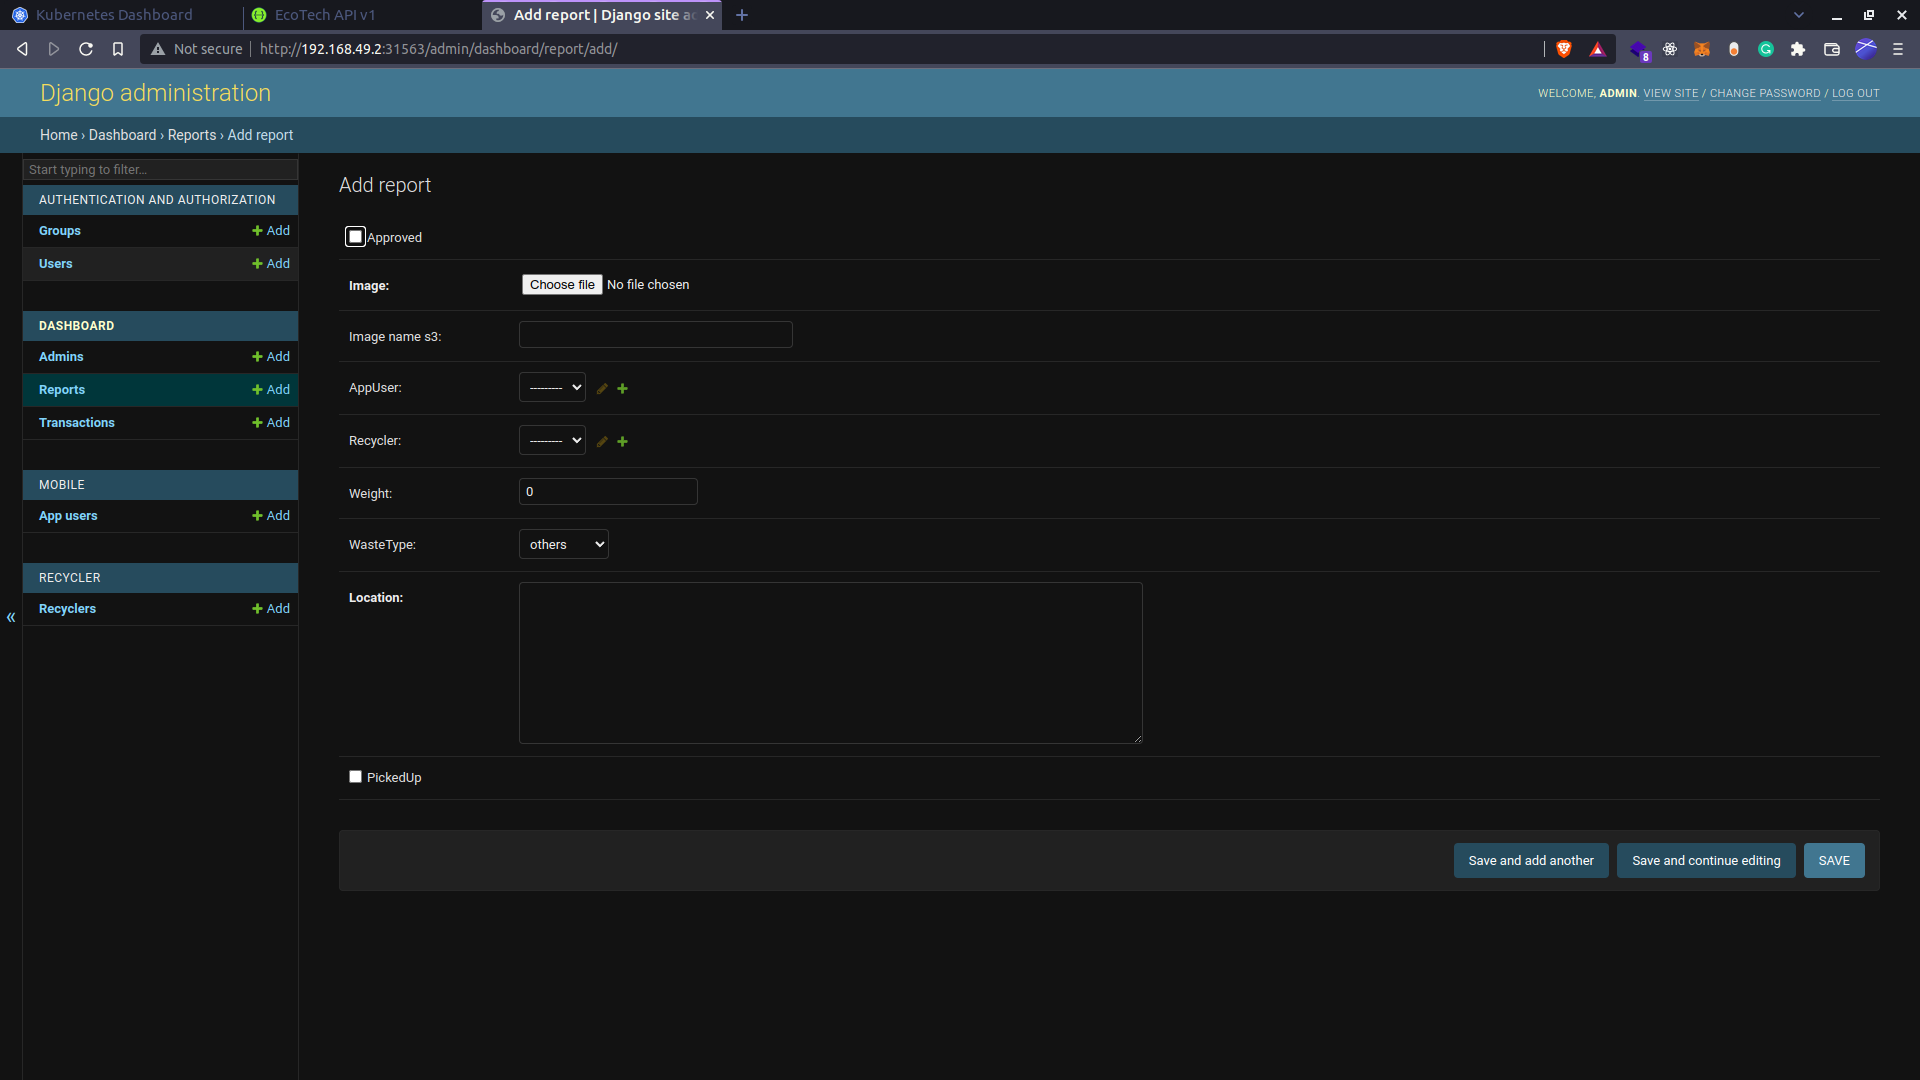 Kubernetes Dashboard
EcoTech API v1
Add report | Django site a
Not secure
http://192.168.49.2:31563/admin/dashboard/report/add/
8
Django administration
WELCOME, ADMIN. VIEW SITE / CHANGE PASSWORD / LOG OUT
Home › Dashboard › Reports › Add report
Start typing to filter...
AUTHENTICATION AND AUTHORIZATION
Groups + Add
Users + Add
DASHBOARD
Admins + Add
Reports + Add
Transactions + Add
MOBILE
App users + Add
RECYCLER
Recyclers + Add
«
Add report
Approved
Image: Choose file No file chosen
Image name s3:
AppUser: ---------
Recycler: ---------
Weight: 0
WasteType: others
Location:
PickedUp
Save and add another Save and continue editing SAVE